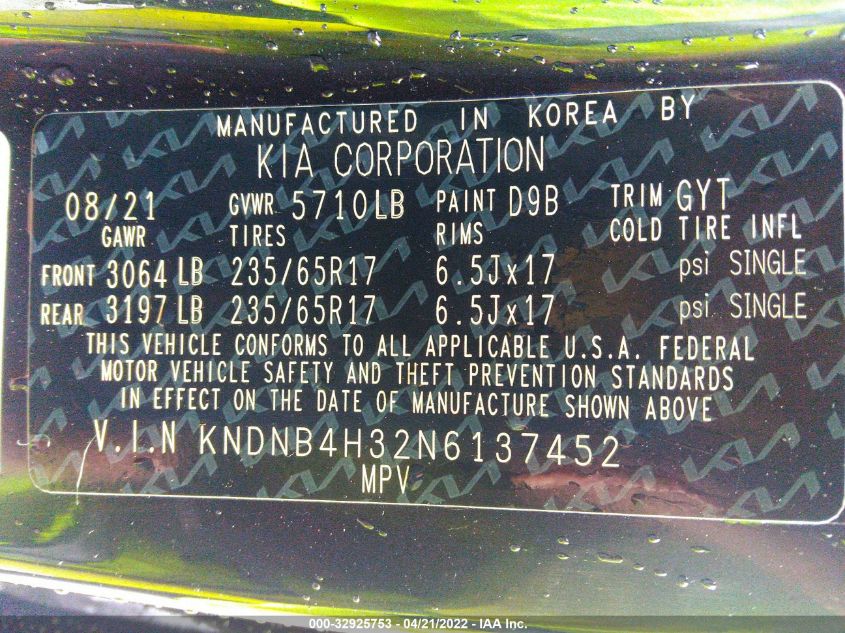 MANUFACTURED IN KOREA BY
KIA CORPORATION
08/21 GVWR 5710LB PAINT D9B TRIM GYT
GAWR TIRES RIMS COLD TIRE INFL
FRONT 3064 LB 235/65R17 6.5Jx17 psi SINGLE
REAR 3197 LB 235/65R17 6.5Jx17 psi SINGLE
THIS VEHICLE CONFORMS TO ALL APPLICABLE U.S.A. FEDERAL
MOTOR VEHICLE SAFETY AND THEFT PREVENTION STANDARDS
IN EFFECT ON THE DATE OF MANUFACTURE SHOWN ABOVE
V.I.N KNDNB4H32N6137452
MPV
000-32925753 - 04/21/2022 - IAA Inc.